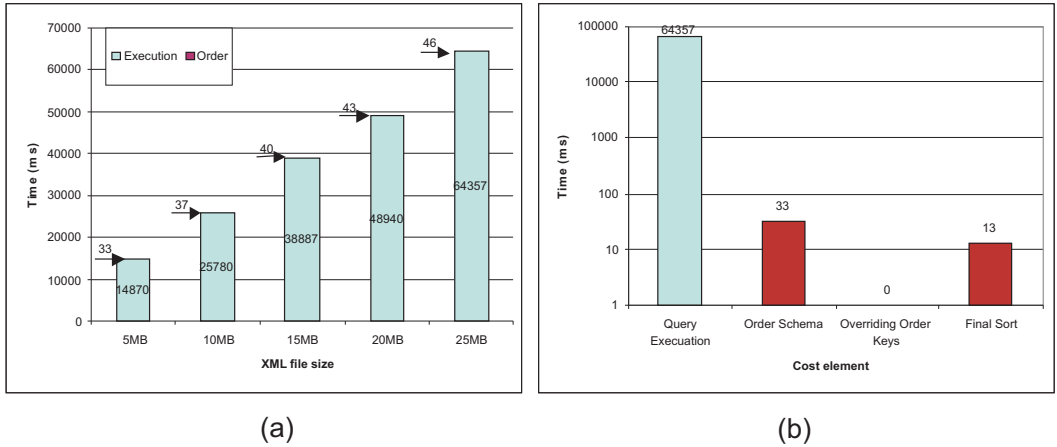 70000
60000
50000
40000
30000
20000
10000
0
Time (ms)
Execution
Order
33
37
40
43
46
14870
25780
38887
48940
64357
5MB
10MB
15MB
20MB
25MB
XML file size
(a)
100000
10000
1000
100
10
1
Time (ms)
64357
33
0
13
Query
Execuation
Order Schema
Overriding Order
Keys
Final Sort
Cost element
(b)